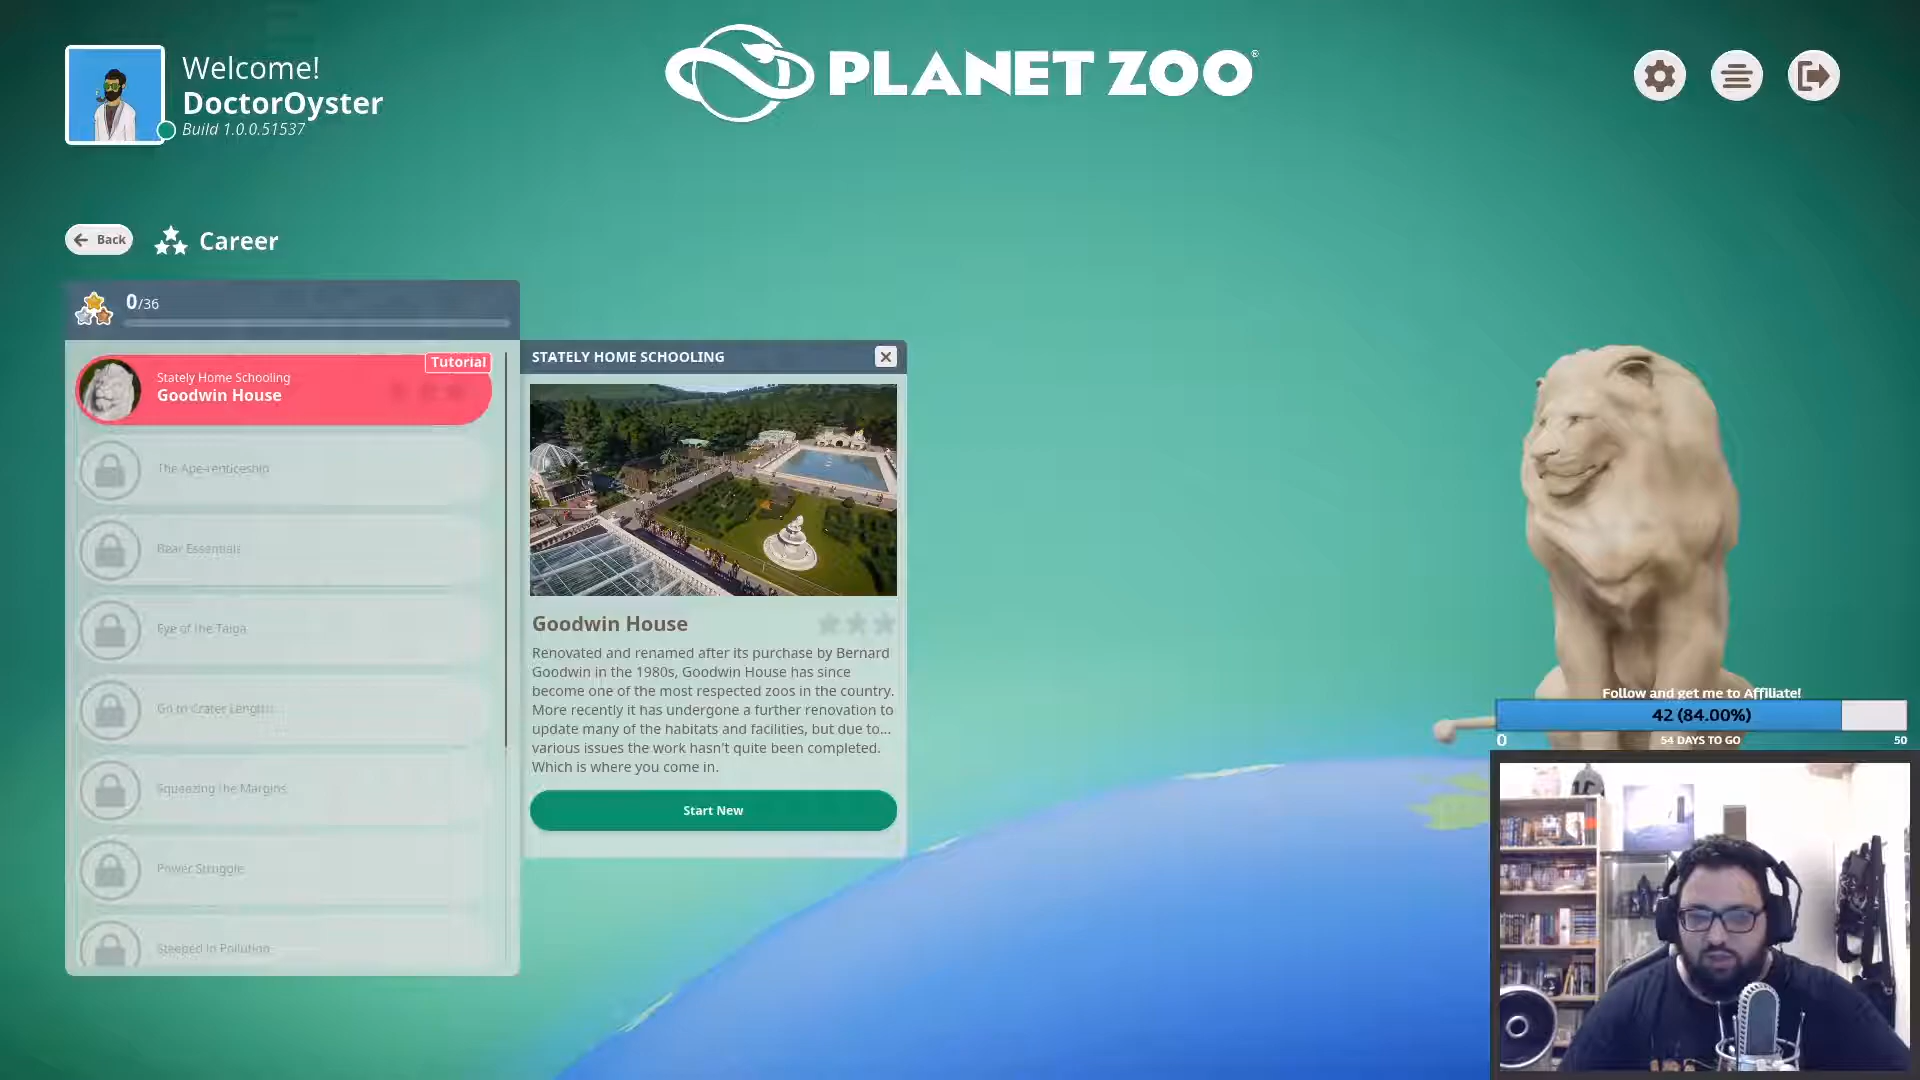 Welcome!
DoctorOyster
Build 1.0.0.51537
PLANET ZOO
Back
Career
0/36
Tutorial
Stately Home Schooling
Goodwin House
The Ape-renticeship
Bear Essentials
Eye of the Taiga
Go to Crater Lengths
Squeezing the Margins
Power Struggle
Steeped in Pollution
STATELY HOME SCHOOLING
Goodwin House
Renovated and renamed after its purchase by Bernard
Goodwin in the 1980s, Goodwin House has since
become one of the most respected zoos in the country.
More recently it has undergone a further renovation to
update many of the habitats and facilities, but due to...
various issues the work hasn't quite been completed.
Which is where you come in.
Start New
Follow and get me to Affiliate!
42 (84.00%)
0
54 DAYS TO GO
50